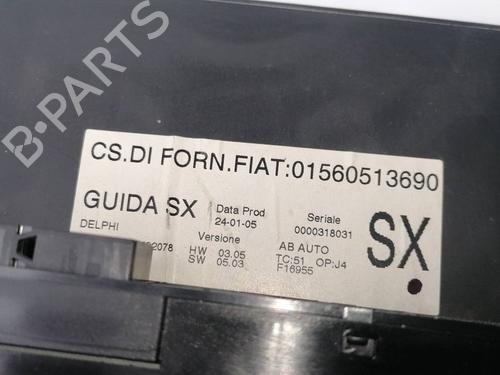 B-PARTS
CS.DI FORN.FIAT:01560513690
GUIDA SX
Data Prod
24-01-05
Seriale
0000318031
SX
DELPHI
2078
Versione
HW 03.05
SW 05.03
AB AUTO
TC:51 OP:J4
F16955